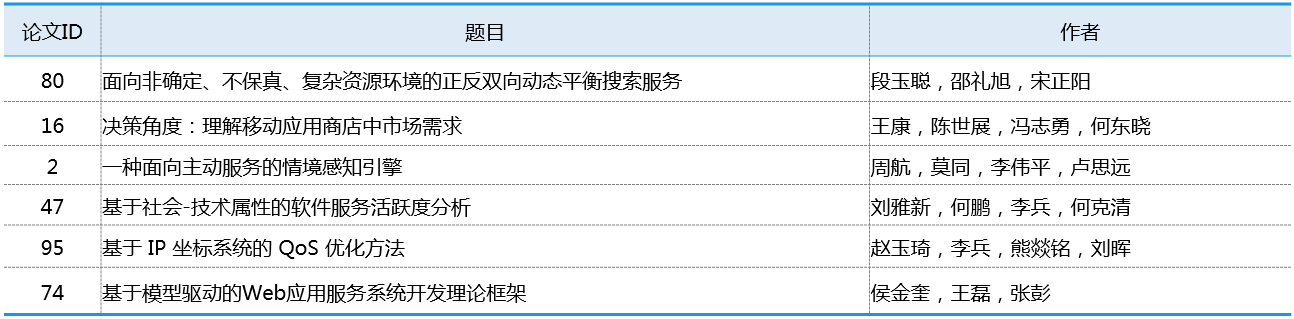 论文ID 题目 作者
80 面向非确定、不保真、复杂资源环境的正反双向动态平衡搜索服务 段玉聪，邵礼旭，宋正阳
16 决策角度：理解移动应用商店中市场需求 王康，陈世展，冯志勇，何东晓
2 一种面向主动服务的情境感知引擎 周航，莫同，李伟平，卢思远
47 基于社会-技术属性的软件服务活跃度分析 刘雅新，何鹏，李兵，何克清
95 基于 IP 坐标系统的 QoS 优化方法 赵玉琦，李兵，熊燚铭，刘晖
74 基于模型驱动的Web应用服务系统开发理论框架 侯金奎，王磊，张彭